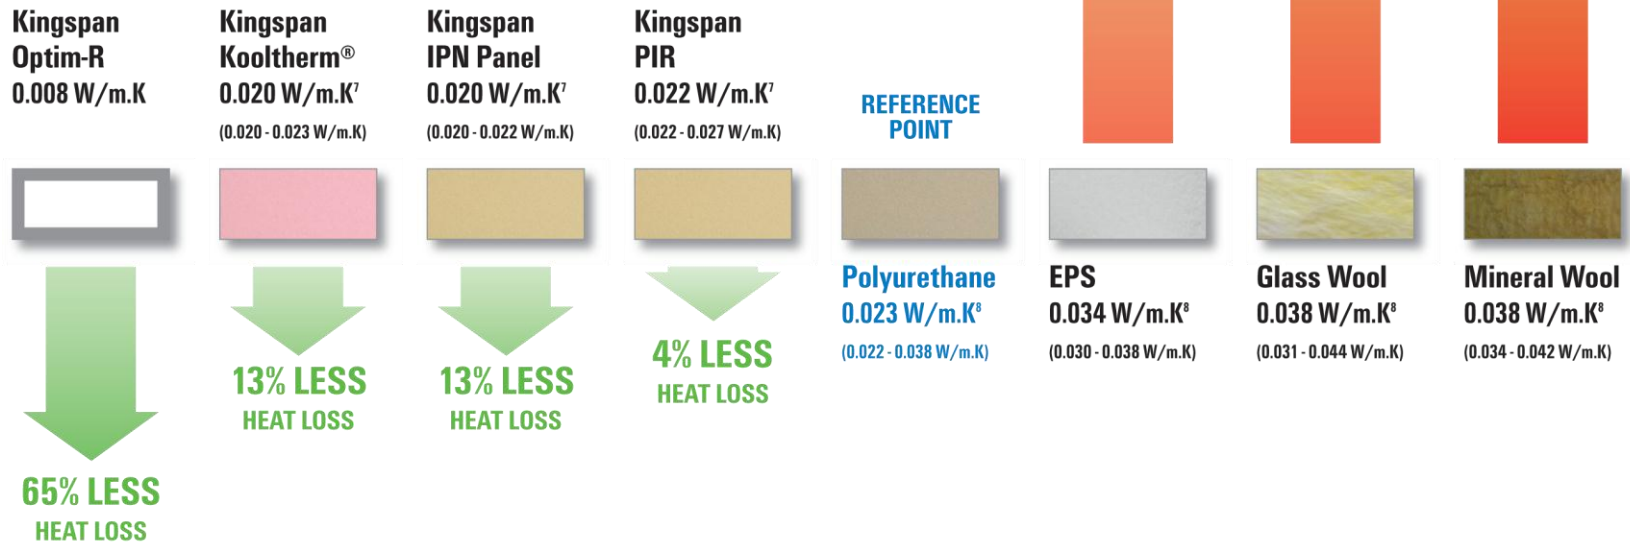 Kingspan
Optim-R
0.008 W/m.K
Kingspan
Kooltherm®
0.020 W/m.K⁷
(0.020 - 0.023 W/m.K)
Kingspan
IPN Panel
0.020 W/m.K⁷
(0.020 - 0.022 W/m.K)
Kingspan
PIR
0.022 W/m.K⁷
(0.022 - 0.027 W/m.K)
REFERENCE
POINT
65% LESS
HEAT LOSS
13% LESS
HEAT LOSS
13% LESS
HEAT LOSS
4% LESS
HEAT LOSS
Polyurethane
0.023 W/m.K⁸
(0.022 - 0.038 W/m.K)
EPS
0.034 W/m.K⁸
(0.030 - 0.038 W/m.K)
Glass Wool
0.038 W/m.K⁸
(0.031 - 0.044 W/m.K)
Mineral Wool
0.038 W/m.K⁸
(0.034 - 0.042 W/m.K)